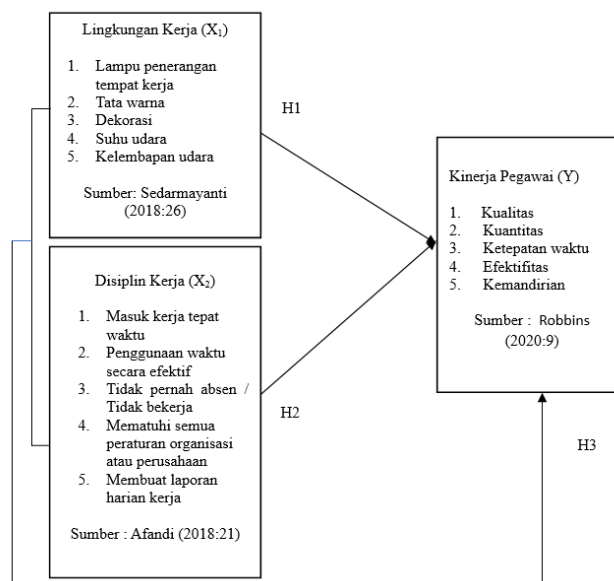 Lingkungan Kerja (X₁)
1. Lampu penerangan
tempat kerja
2. Tata warna
3. Dekorasi
4. Suhu udara
5. Kelembapan udara
Sumber: Sedarmayanti
(2018:26)
H1
Disiplin Kerja (X₂)
1. Masuk kerja tepat
waktu
2. Penggunaan waktu
secara efektif
3. Tidak pernah absen /
Tidak bekerja
4. Mematuhi semua
peraturan organisasi
atau perusahaan
5. Membuat laporan
harian kerja
Sumber : Afandi (2018:21)
H2
Kinerja Pegawai (Y)
1. Kualitas
2. Kuantitas
3. Ketepatan waktu
4. Efektifitas
5. Kemandirian
Sumber : Robbins
(2020:9)
H3